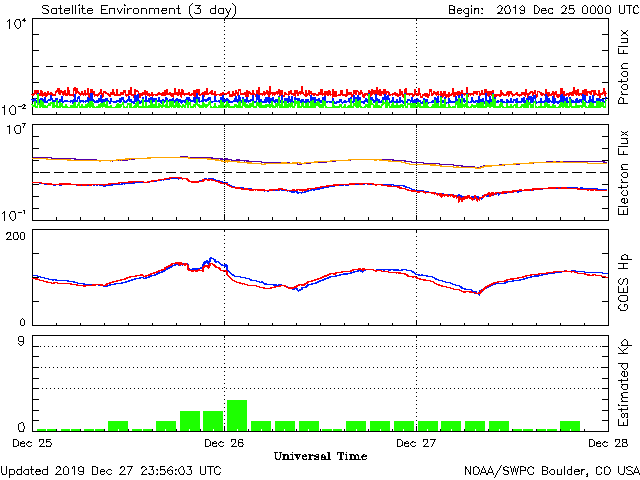 Satellite Environment (3 day) Begin: 2019 Dec 25 0000 UTC
10^4
10^-2
Proton Flux
10^7
10^-1
Electron Flux
200
0
GOES Hp
9
0
Estimated Kp
Dec 25 Dec 26 Dec 27 Dec 28
Universal Time
Updated 2019 Dec 27 23:56:03 UTC NOAA/SWPC Boulder, CO USA